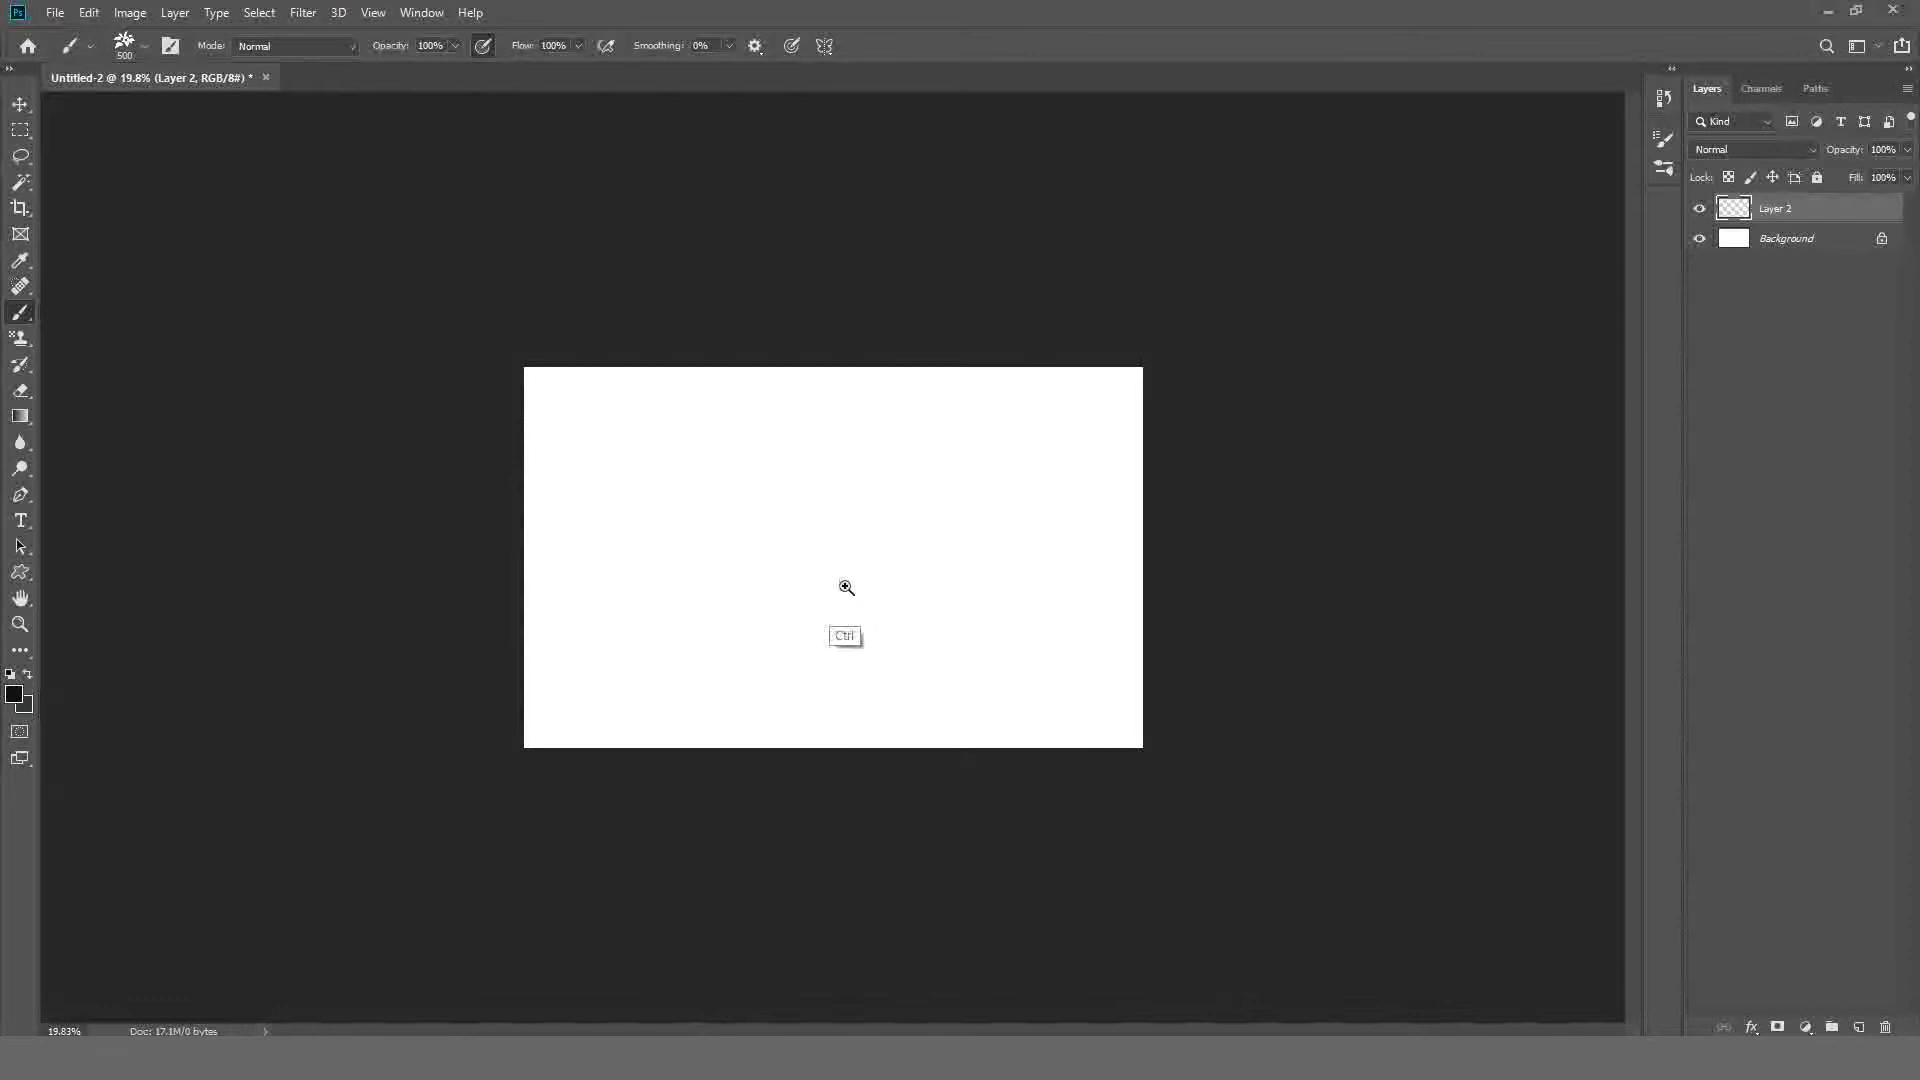 Ps File Edit Image Layer Type Select Filter 3D View Window Help
500 Mode: Normal Opacity: 100% Flow: 100% Smoothing: 0%
Untitled-2 @ 19.8% (Layer 2, RGB/8#) *
Layers Channels Paths
Kind
Normal Opacity: 100%
Lock: Fill: 100%
Layer 2
Background
Ctrl
19.83% Doc: 17.1M/0 bytes